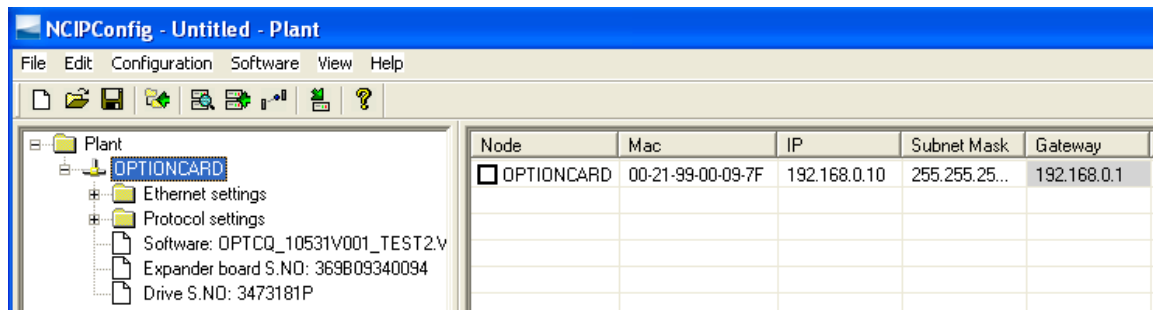 NCIPConfig - Untitled - Plant
File Edit Configuration Software View Help
Plant
OPTIONCARD
Ethernet settings
Protocol settings
Software: OPTCQ_10531V001_TEST2.V
Expander board S.NO: 369B09340094
Drive S.NO: 3473181P
Node Mac IP Subnet Mask Gateway
OPTIONCARD 00-21-99-00-09-7F 192.168.0.10 255.255.25... 192.168.0.1